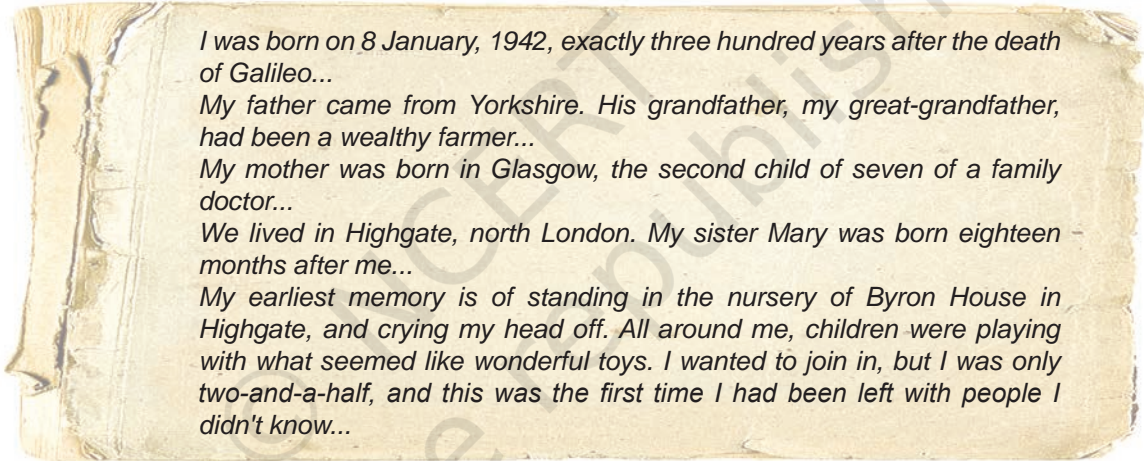 I was born on 8 January, 1942, exactly three hundred years after the death
of Galileo...
My father came from Yorkshire. His grandfather, my great-grandfather,
had been a wealthy farmer...
My mother was born in Glasgow, the second child of seven of a family
doctor...
We lived in Highgate, north London. My sister Mary was born eighteen
months after me...
My earliest memory is of standing in the nursery of Byron House in
Highgate, and crying my head off. All around me, children were playing
with what seemed like wonderful toys. I wanted to join in, but I was only
two-and-a-half, and this was the first time I had been left with people I
didn't know...
© NCERT
e republish